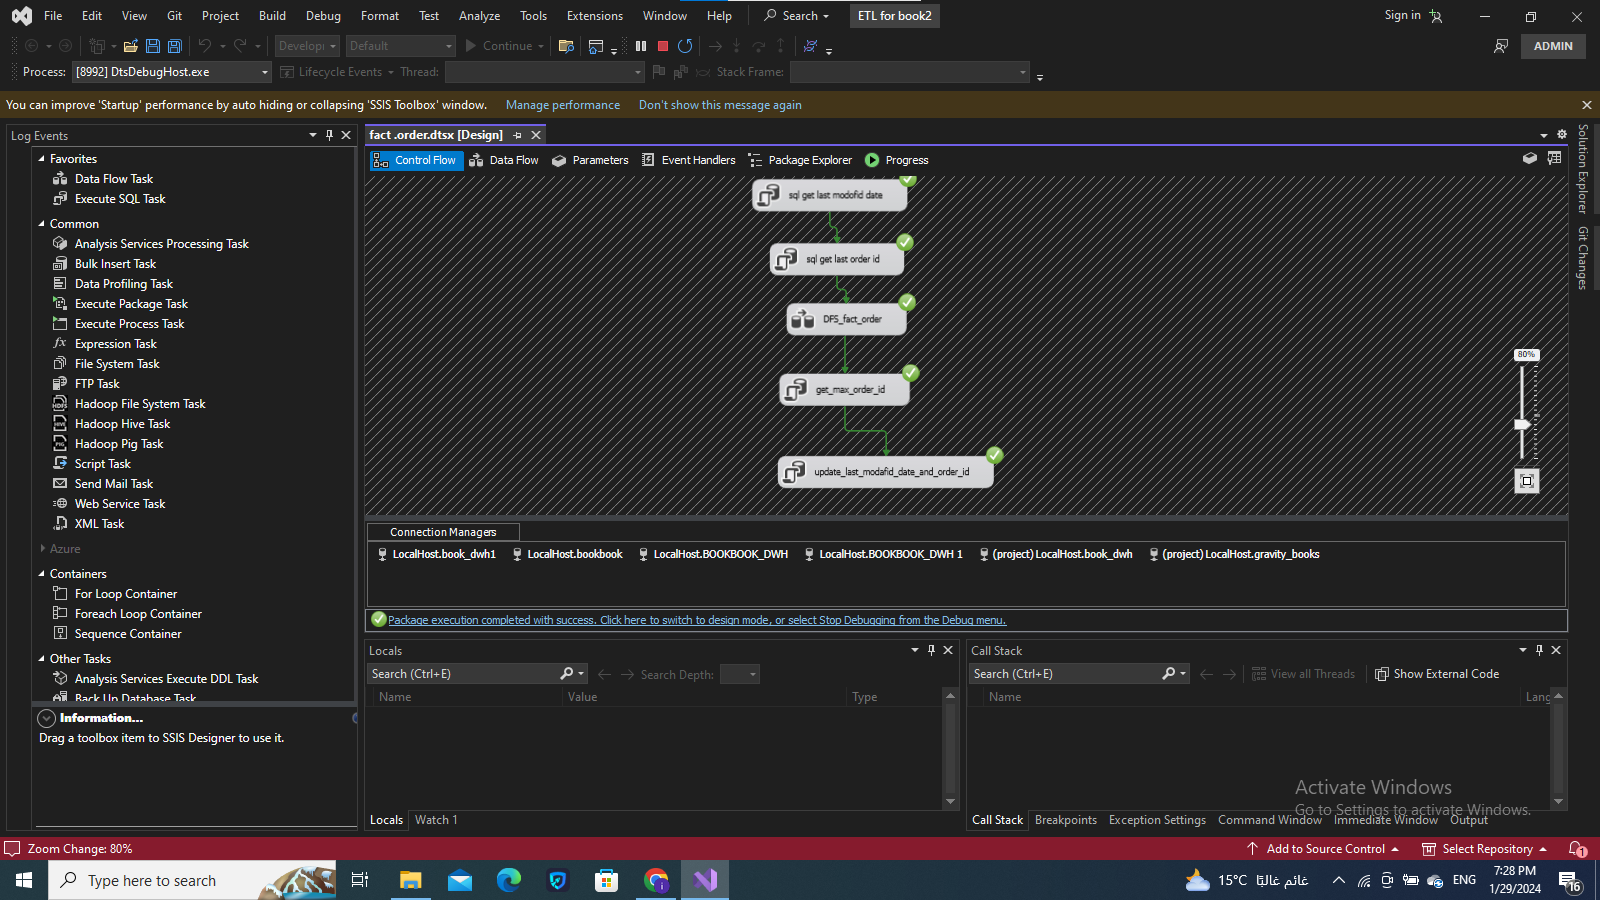 File Edit View Git Project Build Debug Format Test Analyze Tools Extensions Window Help Search ETL for book2 Sign in
Develop Default Continue ADMIN
Process: [8992] DtsDebugHost.exe Lifecycle Events Thread: Stack Frame:
You can improve 'Startup' performance by auto hiding or collapsing 'SSIS Toolbox' window. Manage performance Don't show this message again
Log Events
Favorites
Data Flow Task
Execute SQL Task
Common
Analysis Services Processing Task
Bulk Insert Task
Data Profiling Task
Execute Package Task
Execute Process Task
Expression Task
File System Task
FTP Task
Hadoop File System Task
Hadoop Hive Task
Hadoop Pig Task
Script Task
Send Mail Task
Web Service Task
XML Task
Azure
Containers
For Loop Container
Foreach Loop Container
Sequence Container
Other Tasks
Analysis Services Execute DDL Task
Back Up Database Task
Information...
Drag a toolbox item to SSIS Designer to use it.
fact .order.dtsx [Design]
Control Flow Data Flow Parameters Event Handlers Package Explorer Progress
sql get last modofid date
sql get last order id
DFS_fact_order
get_max_order_id
update_last_modafid_date_and_order_id
80%
Solution Explorer
Git Changes
Connection Managers
LocalHost.book_dwh1 LocalHost.bookbook LocalHost.BOOKBOOK_DWH LocalHost.BOOKBOOK_DWH 1 (project) LocalHost.book_dwh (project) LocalHost.gravity_books
Package execution completed with success. Click here to switch to design mode, or select Stop Debugging from the Debug menu.
Locals
Search (Ctrl+E) Search Depth:
Name Value Type
Locals Watch 1
Call Stack
Search (Ctrl+E) View all Threads Show External Code
Name Lang
Activate Windows
Go to Settings to activate Windows.
Call Stack Breakpoints Exception Settings Command Window Immediate Window Output
Zoom Change: 80% Add to Source Control Select Repository 1
Type here to search 15°C غائم غالبًا ENG 7:28 PM
1/29/2024 16